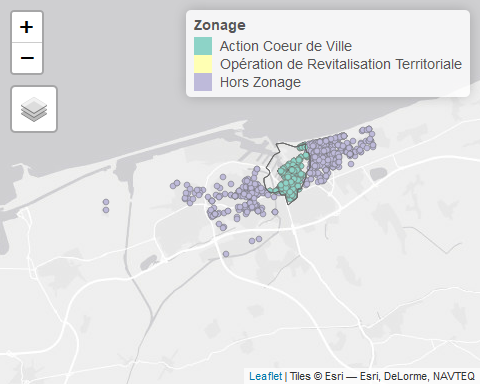 +
−
Zonage
Action Coeur de Ville
Opération de Revitalisation Territoriale
Hors Zonage
Leaflet | Tiles © Esri — Esri, DeLorme, NAVTEQ